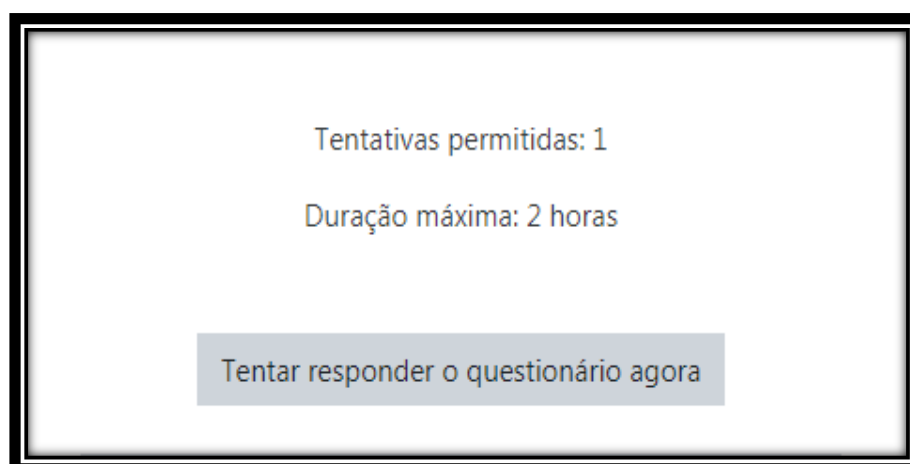 Tentativas permitidas: 1
Duração máxima: 2 horas
Tentar responder o questionário agora